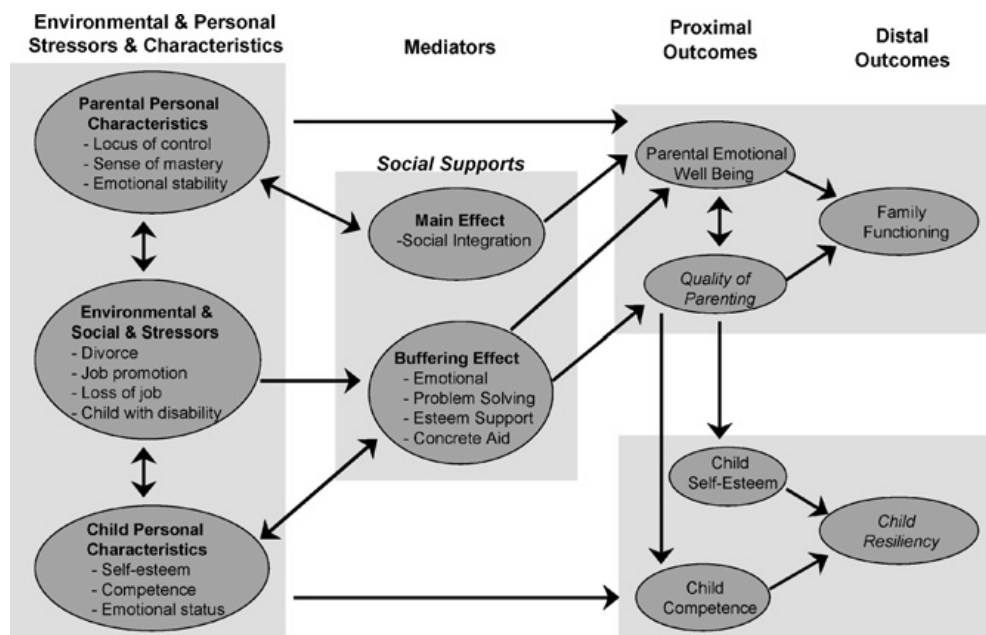 Environmental & Personal
Stressors & Characteristics
Mediators
Proximal
Outcomes
Distal
Outcomes
Parental Personal
Characteristics
- Locus of control
- Sense of mastery
- Emotional stability
Environmental &
Social & Stressors
- Divorce
- Job promotion
- Loss of job
- Child with disability
Child Personal
Characteristics
- Self-esteem
- Competence
- Emotional status
Social Supports
Main Effect
-Social Integration
Buffering Effect
- Emotional
- Problem Solving
- Esteem Support
- Concrete Aid
Parental Emotional
Well Being
Quality of
Parenting
Family
Functioning
Child
Self-Esteem
Child
Competence
Child
Resiliency